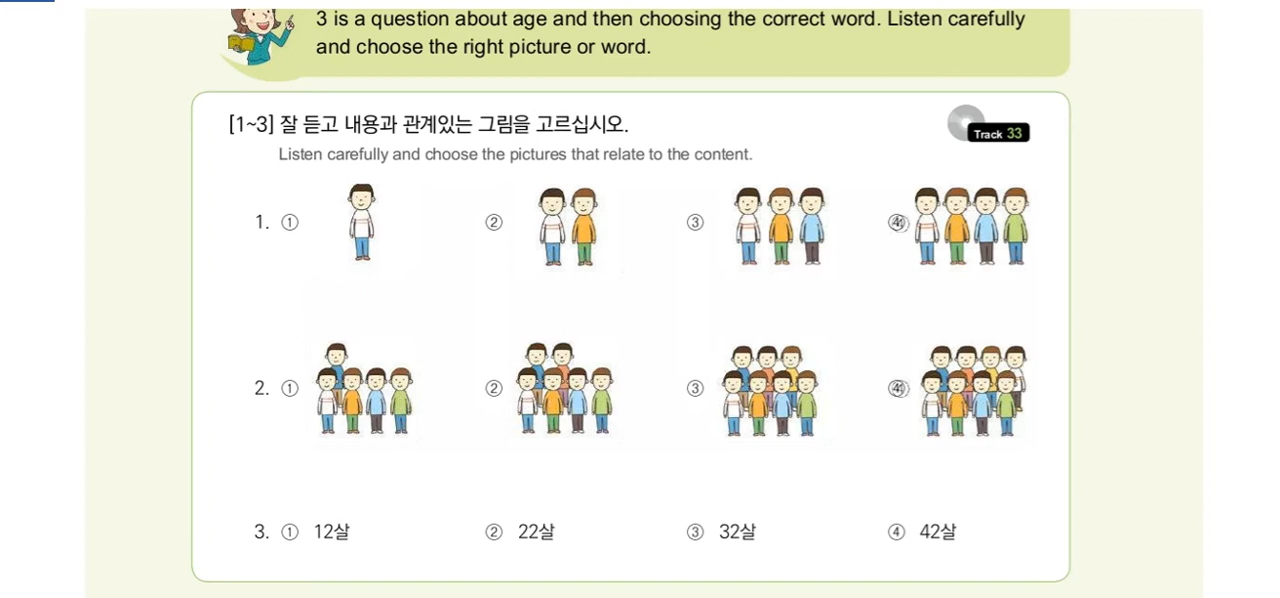 3 is a question about age and then choosing the correct word. Listen carefully
and choose the right picture or word.
[1~3] 잘 듣고 내용과 관계있는 그림을 고르십시오.
Track 33
Listen carefully and choose the pictures that relate to the content.
1. ① ② ③ ④
2. ① ② ③ ④
3. ① 12살 ② 22살 ③ 32살 ④ 42살